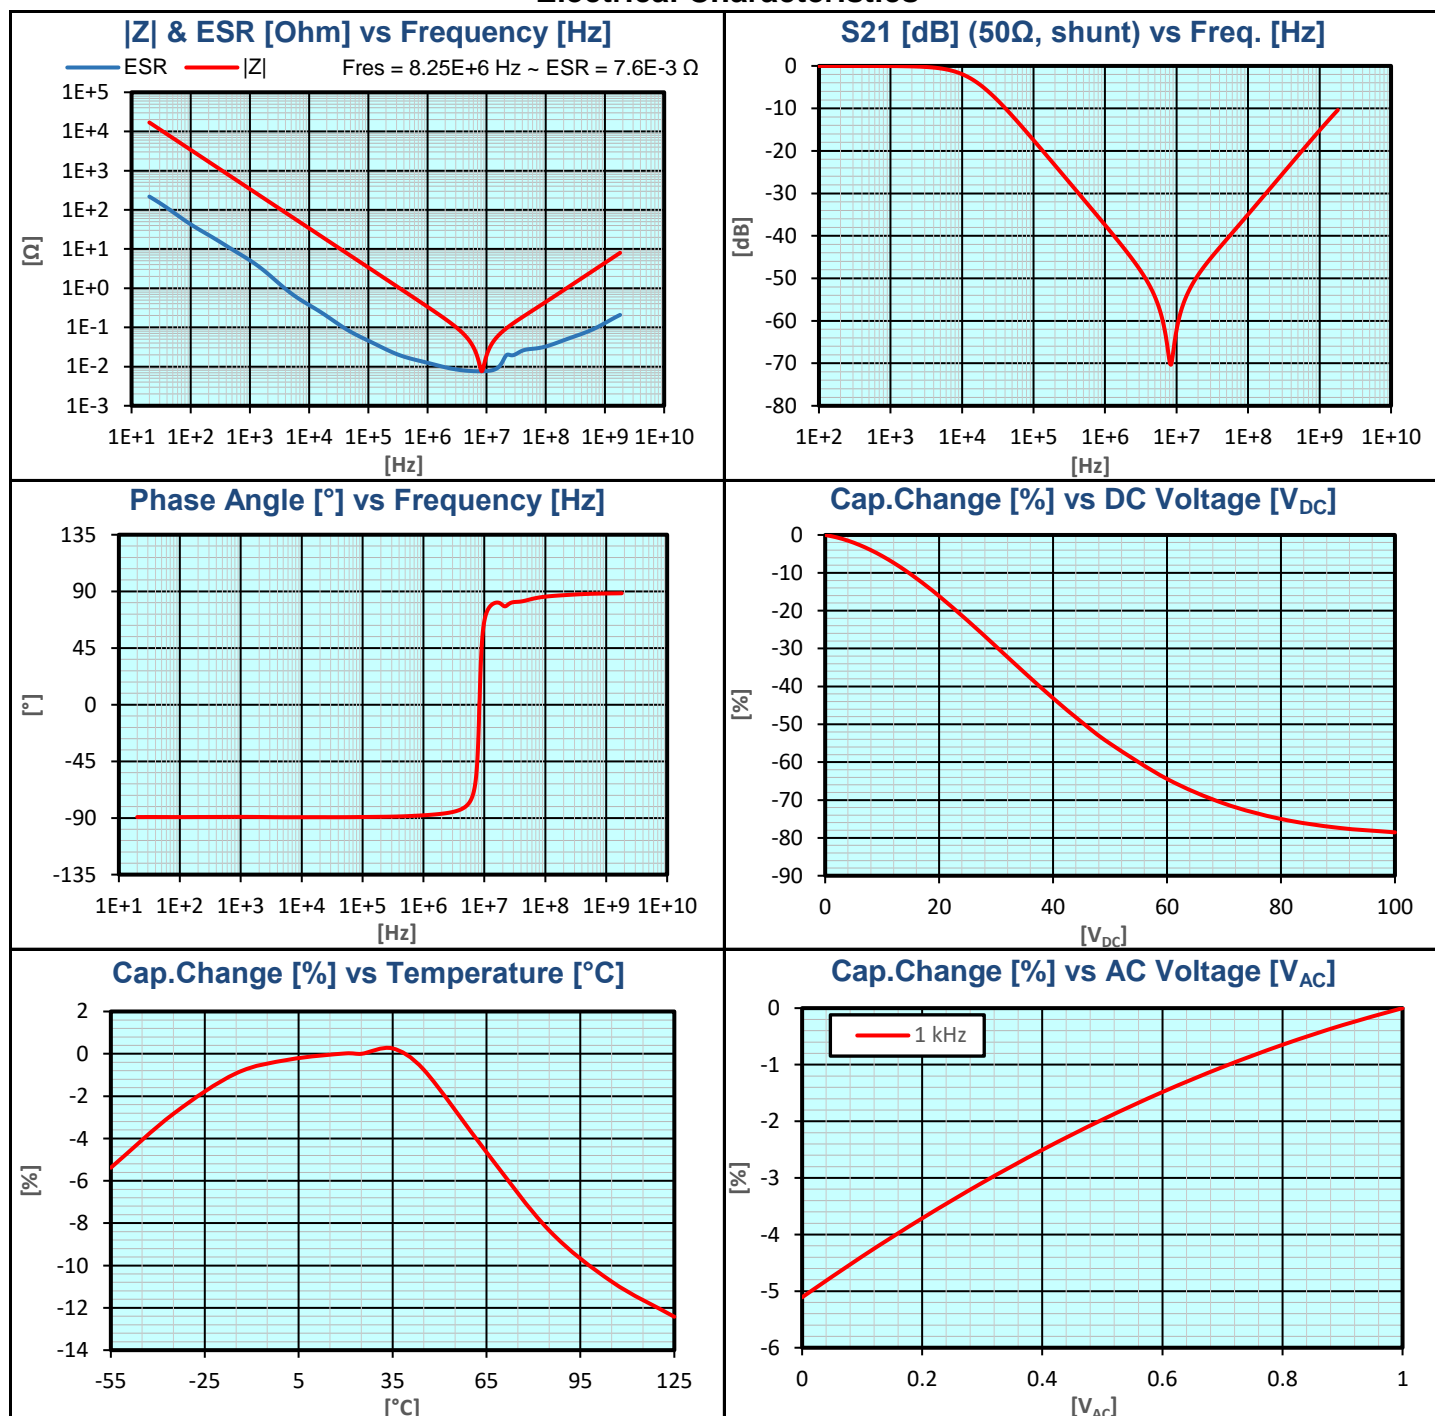 Electrical Characteristics
|Z| & ESR [Ohm] vs Frequency [Hz]
ESR |Z| Fres = 8.25E+6 Hz ~ ESR = 7.6E-3 Ω
1E+5
1E+4
1E+3
1E+2
1E+1
1E+0
1E-1
1E-2
1E-3
[Ω]
1E+1 1E+2 1E+3 1E+4 1E+5 1E+6 1E+7 1E+8 1E+9 1E+10
[Hz]
S21 [dB] (50Ω, shunt) vs Freq. [Hz]
0
-10
-20
-30
-40
-50
-60
-70
-80
[dB]
1E+2 1E+3 1E+4 1E+5 1E+6 1E+7 1E+8 1E+9 1E+10
[Hz]
Phase Angle [°] vs Frequency [Hz]
135
90
45
0
-45
-90
-135
[°]
1E+1 1E+2 1E+3 1E+4 1E+5 1E+6 1E+7 1E+8 1E+9 1E+10
[Hz]
Cap.Change [%] vs DC Voltage [VDC]
0
-10
-20
-30
-40
-50
-60
-70
-80
-90
[%]
0 20 40 60 80 100
[VDC]
Cap.Change [%] vs Temperature [°C]
2
0
-2
-4
-6
-8
-10
-12
-14
[%]
-55 -25 5 35 65 95 125
[°C]
Cap.Change [%] vs AC Voltage [VAC]
1 kHz
0
-1
-2
-3
-4
-5
-6
[%]
0 0.2 0.4 0.6 0.8 1
[VAC]